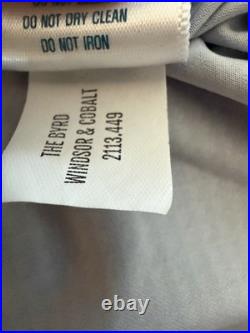 DO NOT DRY CLEAN
DO NOT IRON
THE BYRD
WINDSOR & COBALT
2113.449